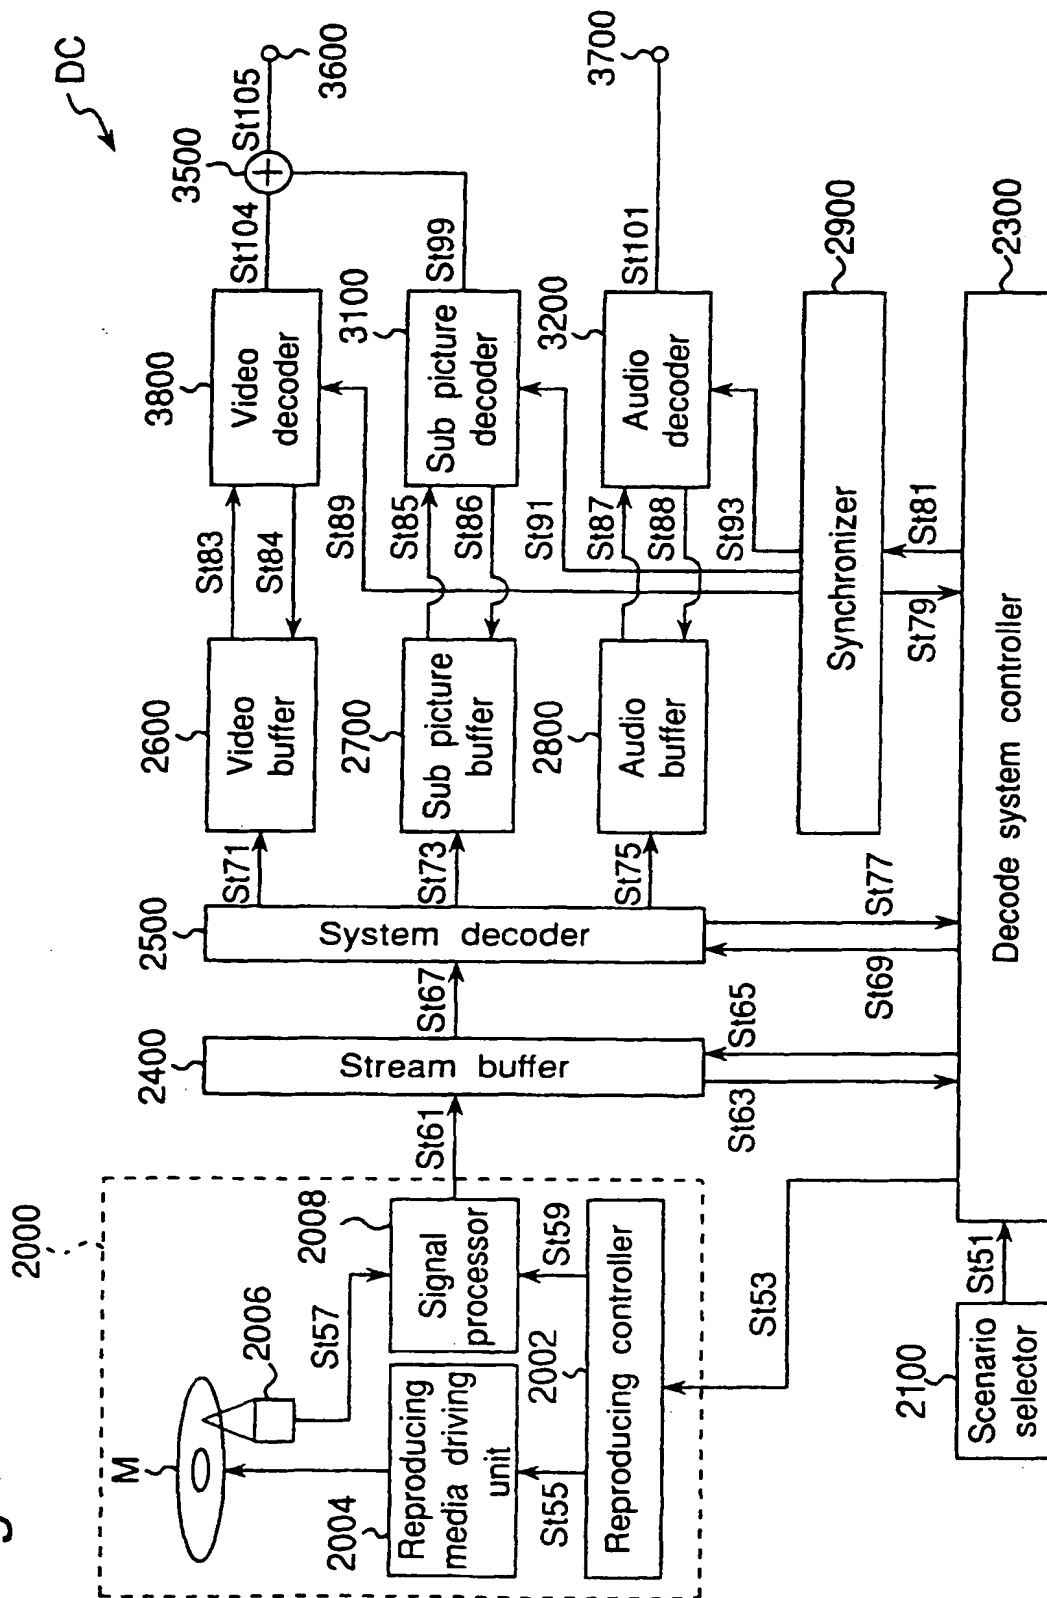 DC
2000
M
2006
St57
2004
Reproducing
media driving
unit
2008
Signal
processor
St55
2002
St59
Reproducing controller
St53
2100
Scenario
selector
St51
St61
2400
Stream buffer
St63
St65
St67
2500
System decoder
St69
St77
St71
St73
St75
2600
Video
buffer
2700
Sub picture
buffer
2800
Audio
buffer
St83
St84
St89
St85
St86
St91
St87
St88
St93
3800
Video
decoder
3100
Sub picture
decoder
3200
Audio
decoder
St104
3500
St105
3600
St99
St101
3700
Synchronizer
2900
St79
St81
Decode system controller
2300